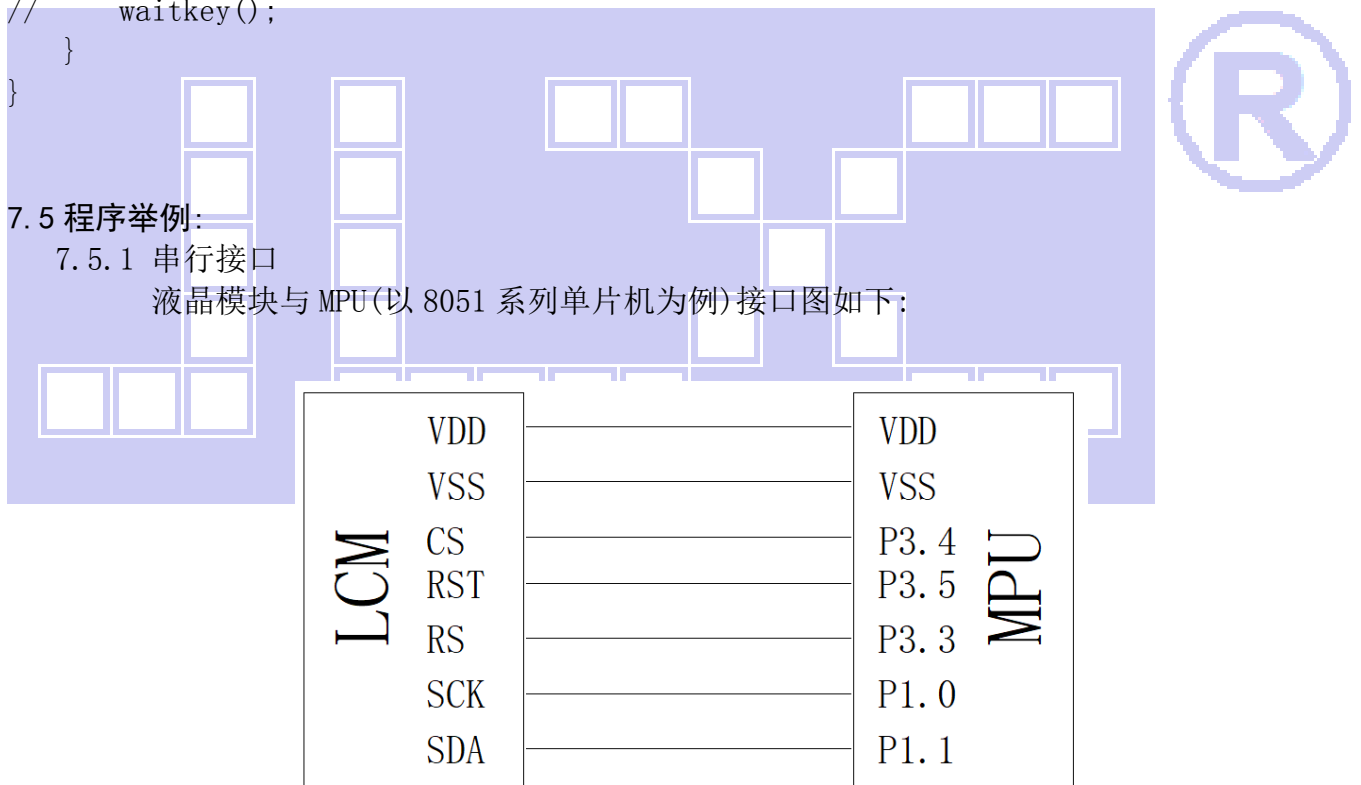 // waitkey();
}
}
®
7.5 程序举例:
7.5.1 串行接口
液晶模块与 MPU(以 8051 系列单片机为例)接口图如下:
LCM
VDD VDD
VSS VSS
CS P3.4
RST P3.5
RS P3.3
SCK P1.0
SDA P1.1
MPU